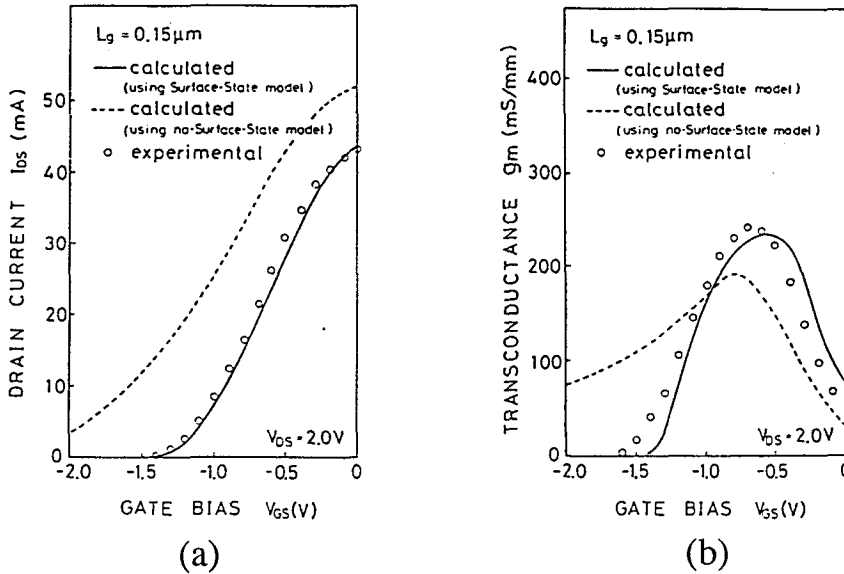 Lg = 0.15μm
calculated
(using Surface-State model)
calculated
(using no-Surface-State model)
experimental
DRAIN CURRENT IDS (mA)
50
40
30
20
10
0
VDS = 2.0V
-2.0 -1.5 -1.0 -0.5 0
GATE BIAS VGS(V)
(a)
Lg = 0.15μm
calculated
(using Surface-State model)
calculated
(using no-Surface-State model)
experimental
TRANSCONDUCTANCE gm (mS/mm)
400
300
200
100
0
VDS = 2.0V
-2.0 -1.5 -1.0 -0.5 0
GATE BIAS VGS(V)
(b)